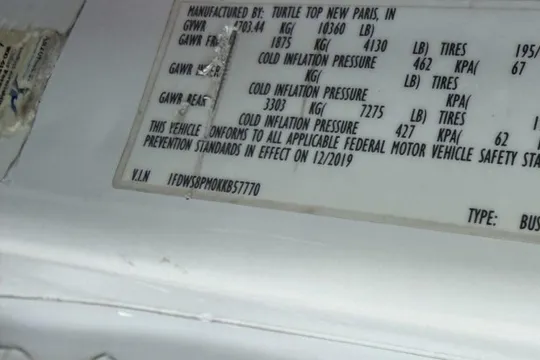 MANUFACTURED BY: TURTLE TOP NEW PARIS, IN
GVWR 4703.44 KG( 10360 LB)
GAWR FR 1875 KG( 4130 LB) TIRES 195/
COLD INFLATION PRESSURE 462 KPA( 67
GAWR KG( LB) TIRES
COLD INFLATION PRESSURE KPA(
GAWR REAR 3303 KG( 7275 LB) TIRES 1
COLD INFLATION PRESSURE 427 KPA( 62
THIS VEHICLE CONFORMS TO ALL APPLICABLE FEDERAL MOTOR VEHICLE SAFETY STA
PREVENTION STANDARDS IN EFFECT ON 12/2019
V.I.N 1FDWS8PM0KKB57770
TYPE: BUS